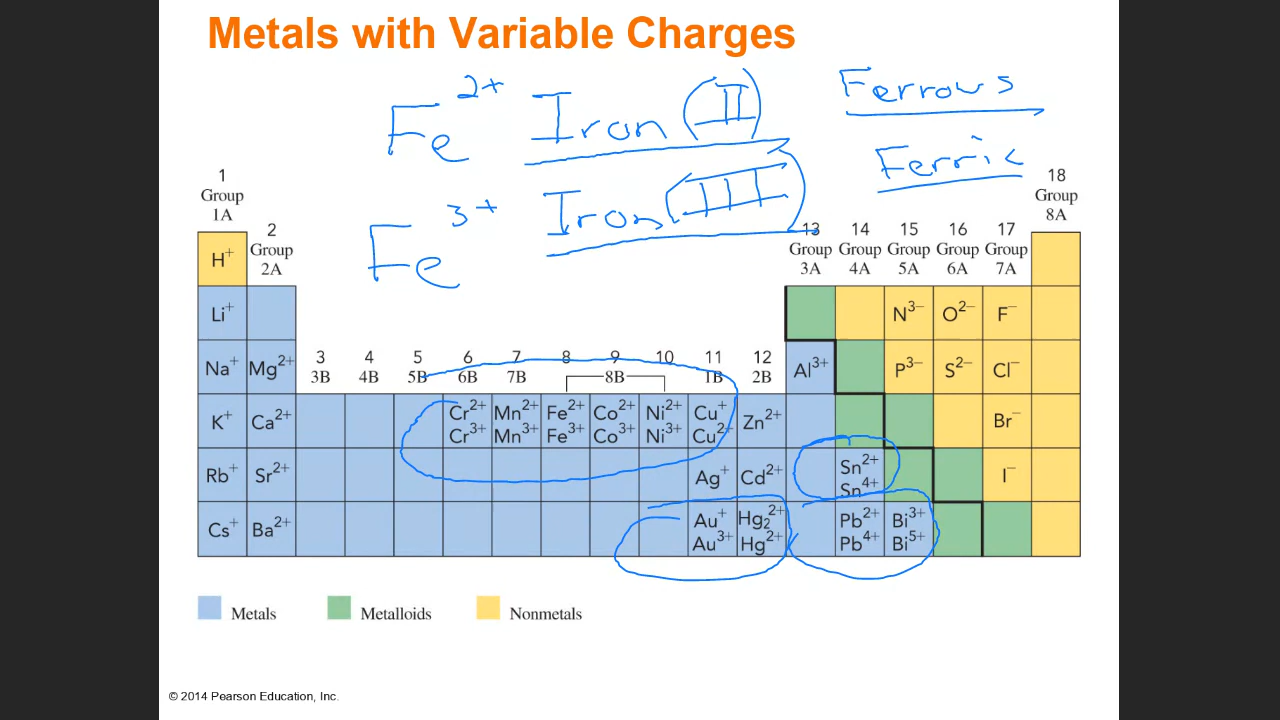 Metals with Variable Charges
Fe²⁺ Iron (II) Ferrous
Fe³⁺ Iron (III) Ferric
1 Group 1A
2 Group 2A
13 Group 3A
14 Group 4A
15 Group 5A
16 Group 6A
17 Group 7A
18 Group 8A
H⁺
Li⁺ N³⁻ O²⁻ F⁻
3 4 5 6 7 8 9 10 11 12
3B 4B 5B 6B 7B 8B 1B 2B
Na⁺ Mg²⁺ Al³⁺ P³⁻ S²⁻ Cl⁻
K⁺ Ca²⁺ Cr²⁺ Cr³⁺ Mn²⁺ Mn³⁺ Fe²⁺ Fe³⁺ Co²⁺ Co³⁺ Ni²⁺ Ni³⁺ Cu⁺ Cu²⁺ Zn²⁺ Br⁻
Rb⁺ Sr²⁺ Ag⁺ Cd²⁺ Sn²⁺ Sn⁴⁺ I⁻
Cs⁺ Ba²⁺ Au⁺ Au³⁺ Hg₂²⁺ Hg²⁺ Pb²⁺ Pb⁴⁺ Bi³⁺ Bi⁵⁺
Metals Metalloids Nonmetals
© 2014 Pearson Education, Inc.